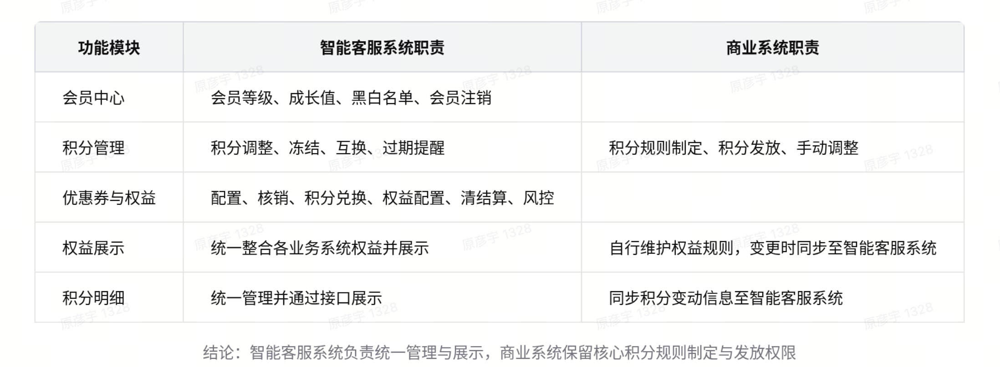 功能模块 智能客服系统职责 商业系统职责
会员中心 会员等级、成长值、黑白名单、会员注销
积分管理 积分调整、冻结、互换、过期提醒 积分规则制定、积分发放、手动调整
优惠券与权益 配置、核销、积分兑换、权益配置、清结算、风控
权益展示 统一整合各业务系统权益并展示 自行维护权益规则，变更时同步至智能客服系统
积分明细 统一管理并通过接口展示 同步积分变动信息至智能客服系统
结论：智能客服系统负责统一管理与展示，商业系统保留核心积分规则制定与发放权限
原彦宇 1328